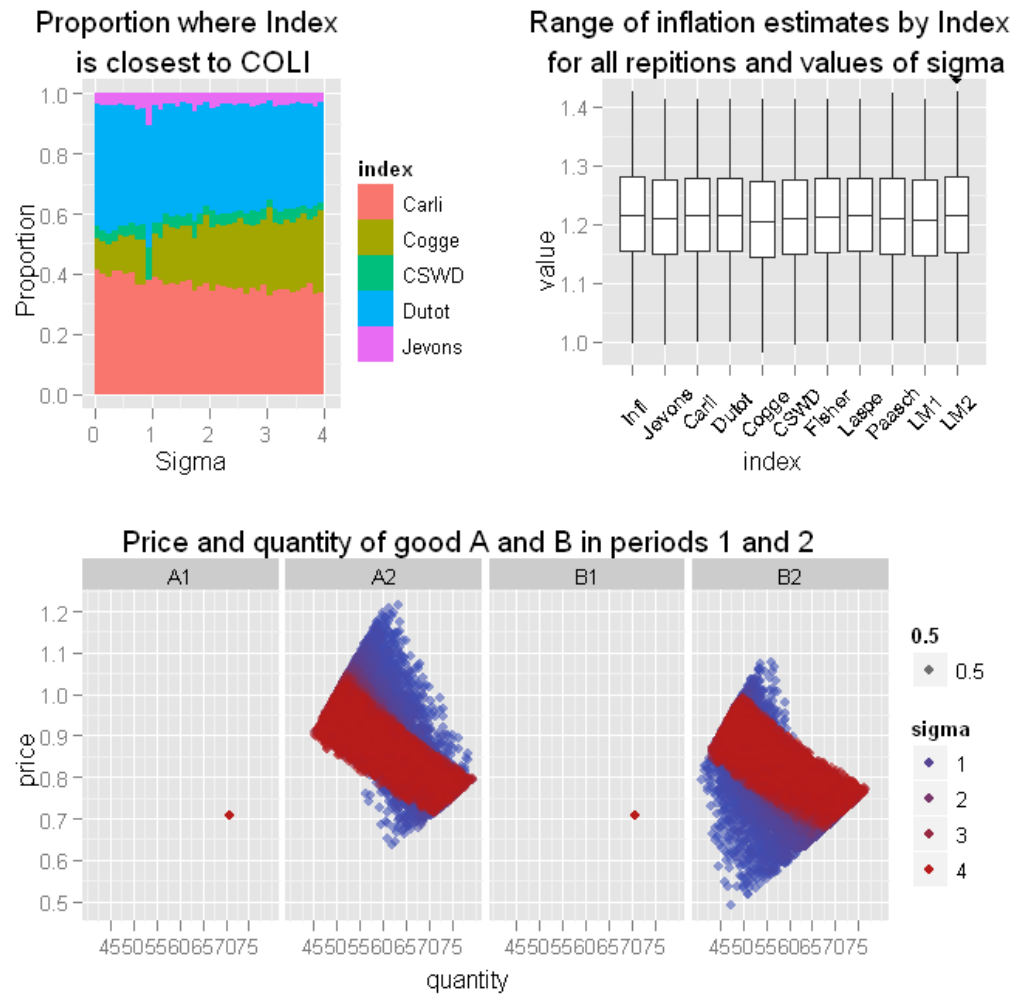 Proportion where Index
is closest to COLI
Proportion
1.0
0.8
0.6
0.4
0.2
0.0
0 1 2 3 4
Sigma
index
Carli
Cogge
CSWD
Dutot
Jevons
Range of inflation estimates by Index
for all repitions and values of sigma
value
1.4
1.3
1.2
1.1
1.0
Infl Jevons Carli Dutot Cogge CSWD Fisher Laspe Paasch LM1 LM2
index
Price and quantity of good A and B in periods 1 and 2
A1 A2 B1 B2
price
1.2
1.1
1.0
0.9
0.8
0.7
0.6
0.5
45505560657075 45505560657075 45505560657075 45505560657075
quantity
0.5
0.5
sigma
1
2
3
4